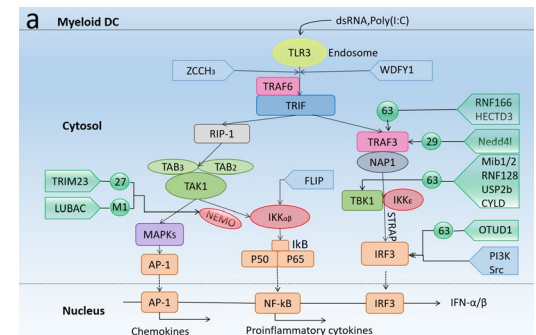 a
Myeloid DC
dsRNA,Poly(I:C)
TLR3
Endosome
ZCCH3
WDFY1
TRAF6
TRIF
Cytosol
RIP-1
63
RNF166
HECTD3
TRAF3
29
Nedd4l
TAB3
TAB2
NAP1
TAK1
FLIP
63
Mib1/2
RNF128
USP2b
CYLD
TRIM23
27
TBK1
IKKε
LUBAC
M1
NEMO
IKKαβ
STRAP
MAPKS
IkB
P50
P65
63
OTUD1
AP-1
IRF3
PI3K
Src
Nucleus
AP-1
NF-kB
IRF3
IFN-α/β
Chemokines
Proinflammatory cytokines